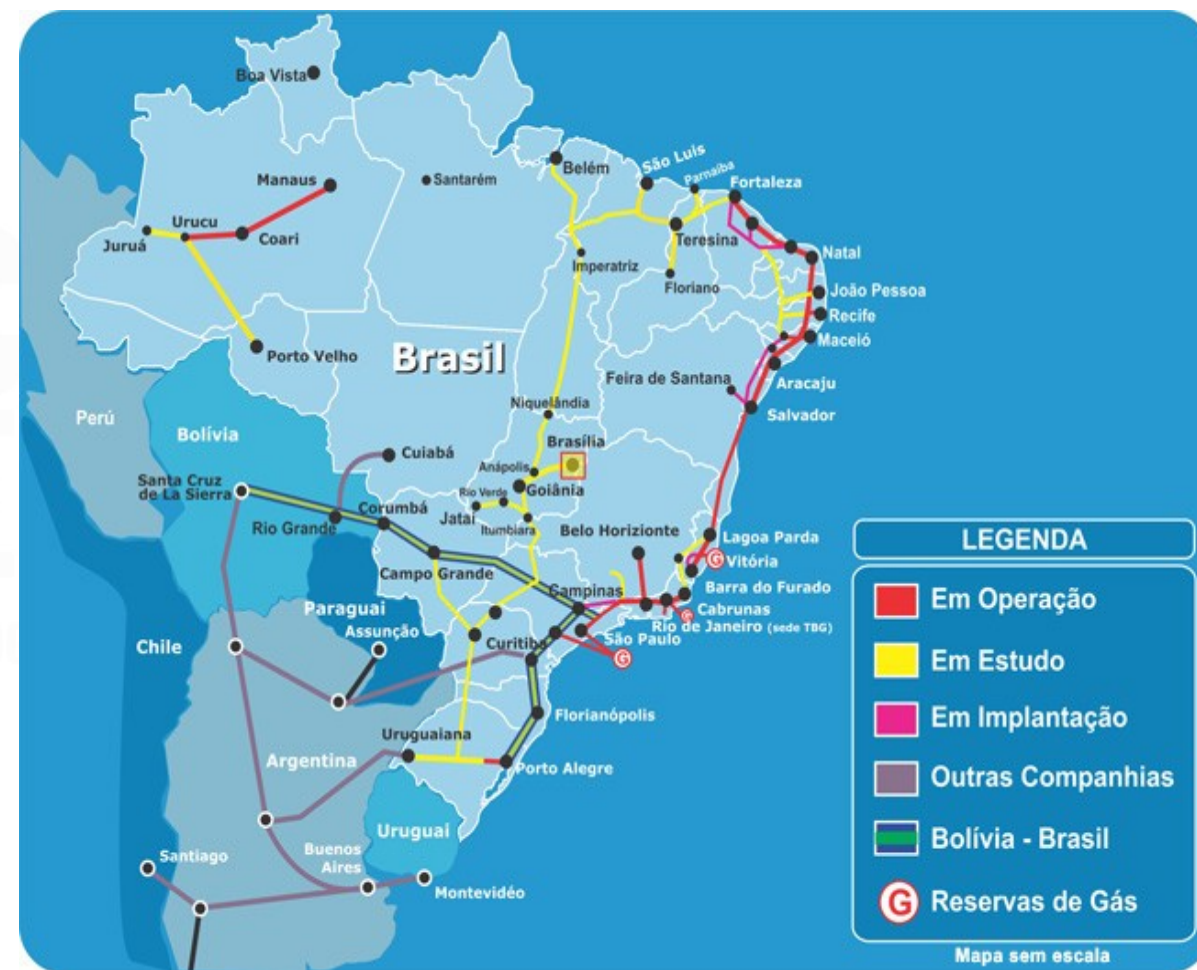 Boa Vista
Belém
São Luis
Parnaíba
Fortaleza
Manaus
Santarém
Urucu
Juruá
Coari
Teresina
Natal
Imperatriz
Floriano
João Pessoa
Recife
Maceió
Porto Velho
Brasil
Feira de Santana
Aracaju
Salvador
Perú
Bolívia
Niquelândia
Brasília
Cuiabá
Anápolis
Santa Cruz
de La Sierra
Rio Verde
Goiânia
Corumbá
Jataí
Rio Grande
Itumbiara
Belo Horizionte
Lagoa Parda
G
Vitória
Campo Grande
Campinas
Barra do Furado
Cabrunas
G
Paraguai
Assunção
Rio de Janeiro (sede TBG)
São Paulo
Chile
Curitiba
G
Florianópolis
Uruguaiana
Argentina
Porto Alegre
Uruguai
Santiago
Buenos
Aires
Montevidéo
LEGENDA
Em Operação
Em Estudo
Em Implantação
Outras Companhias
Bolívia - Brasil
G Reservas de Gás
Mapa sem escala